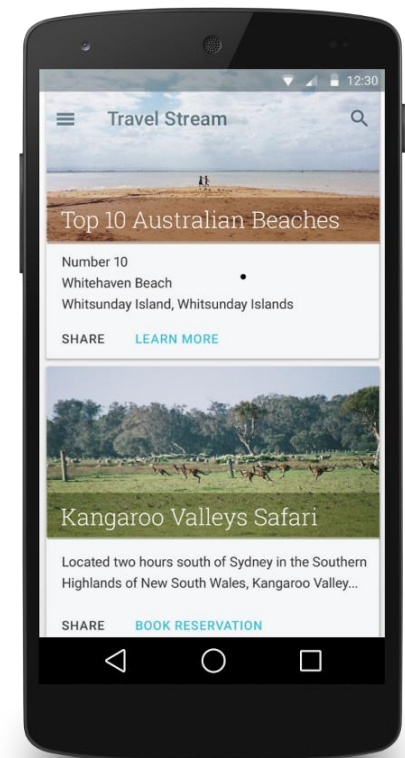 12:30
Travel Stream
Top 10 Australian Beaches
Number 10
Whitehaven Beach
Whitsunday Island, Whitsunday Islands
SHARE LEARN MORE
Kangaroo Valleys Safari
Located two hours south of Sydney in the Southern
Highlands of New South Wales, Kangaroo Valley...
SHARE BOOK RESERVATION